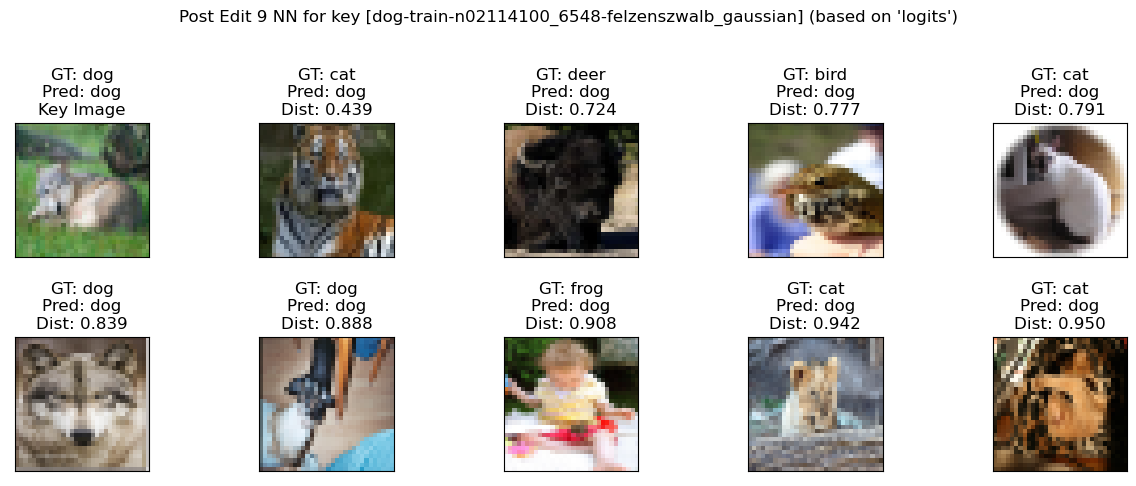 Post Edit 9 NN for key [dog-train-n02114100_6548-felzenszwalb_gaussian] (based on 'logits')
GT: dog
Pred: dog
Key Image
GT: cat
Pred: dog
Dist: 0.439
GT: deer
Pred: dog
Dist: 0.724
GT: bird
Pred: dog
Dist: 0.777
GT: cat
Pred: dog
Dist: 0.791
GT: dog
Pred: dog
Dist: 0.839
GT: dog
Pred: dog
Dist: 0.888
GT: frog
Pred: dog
Dist: 0.908
GT: cat
Pred: dog
Dist: 0.942
GT: cat
Pred: dog
Dist: 0.950